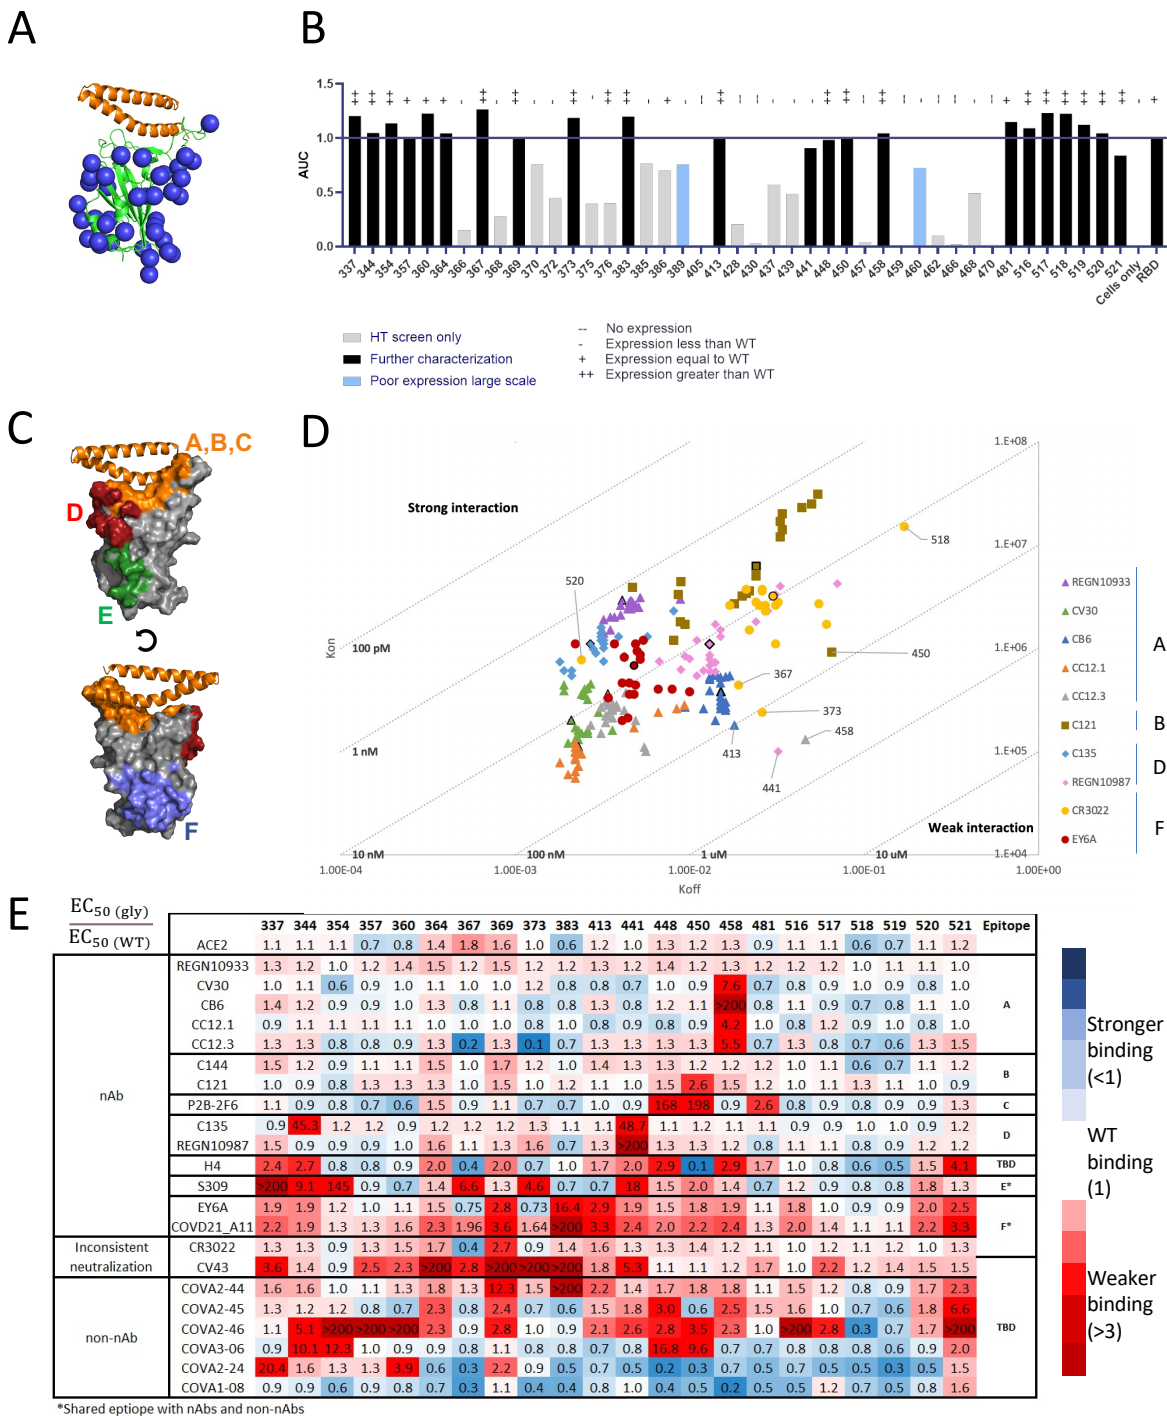 A
B
AUC
1.5
1.0
0.5
0.0
337 344 354 357 360 364 366 367 368 369 370 372 373 375 376 383 385 386 389 405 413 428 430 437 439 441 448 450 457 458 459 460 462 466 468 470 481 516 517 518 519 520 521 Cells only RBD
HT screen only
Further characterization
Poor expression large scale
-- No expression
- Expression less than WT
+ Expression equal to WT
++ Expression greater than WT
C
A,B,C
D
E
F
D
Strong interaction
Weak interaction
1.E+08
1.E+07
1.E+06
1.E+05
1.E+04
Kon
100 pM
1 nM
10 nM
100 nM
1 uM
10 uM
1.00E-04
1.00E-03
1.00E-02
1.00E-01
1.00E+00
Koff
520
518
450
367
373
458
413
441
REGN10933
CV30
CB6
CC12.1
CC12.3
C121
C135
REGN10987
CR3022
EY6A
A
B
D
F
E
EC50 (gly)
EC50 (WT)
337 344 354 357 360 364 367 369 373 383 413 441 448 450 458 481 516 517 518 519 520 521 Epitope
ACE2 1.1 1.1 1.1 0.7 0.8 1.4 1.8 1.6 1.0 0.6 1.2 1.0 1.3 1.2 1.3 0.9 1.1 1.1 0.6 0.7 1.1 1.2
REGN10933 1.3 1.2 1.0 1.2 1.4 1.5 1.2 1.5 1.2 1.2 1.3 1.2 1.4 1.2 1.3 1.2 1.2 1.2 1.0 1.1 1.1 1.0
CV30 1.0 1.1 0.6 0.9 1.0 1.1 1.0 1.0 1.2 0.8 0.8 0.7 1.0 0.9 7.6 0.7 0.8 0.9 0.8 1.0 0.8 1.0
CB6 1.4 1.2 0.9 0.9 1.0 1.3 0.8 1.1 0.8 0.8 1.3 0.8 1.2 1.1 >200 0.8 1.1 0.9 0.7 0.8 1.1 1.0
CC12.1 0.9 1.1 1.1 1.1 1.1 1.0 1.0 1.0 0.8 1.0 0.8 0.9 0.8 0.9 4.2 1.0 0.8 1.2 0.9 1.0 0.8 1.0
CC12.3 1.3 1.3 0.8 0.8 0.9 1.3 0.2 1.3 0.1 0.7 1.3 1.3 1.3 0.9 5.5 0.7 1.3 0.8 0.6 0.6 1.3 1.5
A
C144 1.5 1.2 0.9 1.1 1.1 1.5 1.0 1.7 1.2 1.0 1.4 1.3 1.3 1.2 1.2 1.2 1.0 1.1 0.6 0.7 1.1 1.2
C121 1.0 0.9 0.8 1.3 1.3 1.3 1.0 1.5 1.0 1.2 1.1 1.0 1.5 2.6 1.5 1.2 1.0 1.1 1.3 1.1 1.0 0.9
B
P2B-2F6 1.1 0.9 0.8 0.7 0.6 1.5 0.9 1.1 0.7 0.7 1.0 0.9 168 198 0.9 2.6 0.8 0.9 0.8 0.9 0.9 1.3
C
C135 0.9 45.3 1.2 1.2 0.9 1.2 1.2 1.2 1.3 1.1 1.1 48.7 1.1 1.2 1.1 1.1 0.9 0.9 1.0 1.0 0.9 1.2
REGN10987 1.5 0.9 0.9 0.9 1.0 1.6 1.1 1.3 1.6 0.7 1.3 >200 1.3 1.3 1.2 0.8 1.1 1.1 0.8 0.9 1.2 1.2
D
H4 2.4 2.7 0.8 0.8 0.9 2.0 0.4 2.0 0.7 1.0 1.7 2.0 2.9 0.1 2.9 1.7 1.0 0.8 0.6 0.5 1.5 4.1 TBD
S309 >200 9.1 145 0.9 0.7 1.4 6.6 1.3 4.6 0.7 0.7 18 1.5 2.0 1.4 0.7 1.2 0.9 0.8 0.8 1.2 1.3 E*
EY6A 1.9 1.9 1.2 1.0 1.1 1.5 0.75 2.8 0.73 16.4 2.9 1.9 1.5 1.8 1.9 1.1 1.8 1.0 0.9 0.9 2.0 2.5
COVD21_A11 2.2 1.9 1.3 1.3 1.6 2.3 1.96 3.6 1.64 >200 3.3 2.4 2.0 2.2 2.4 1.3 2.0 1.4 1.1 1.1 2.2 3.3
F*
CR3022 1.3 1.3 0.9 1.3 1.5 1.7 0.4 2.7 0.9 1.4 1.6 1.3 1.3 1.4 1.2 1.1 1.0 1.2 1.1 1.2 1.0 1.3
CV43 3.6 1.4 0.9 2.5 2.3 >200 2.8 >200 >200 >200 1.8 5.3 1.1 1.1 1.2 1.7 1.0 2.2 1.2 1.4 1.5 1.5
COVA2-44 1.6 1.6 1.0 1.1 1.3 1.8 1.3 12.3 1.5 >200 2.2 1.4 1.7 1.8 1.8 1.1 1.5 1.2 0.8 0.9 1.7 2.3
COVA2-45 1.3 1.2 1.2 0.8 0.7 2.3 0.8 2.4 0.7 0.6 1.5 1.8 3.0 0.6 2.5 1.5 1.6 1.0 0.7 0.6 1.8 6.6
COVA2-46 1.1 5.1 >200 >200 >200 2.3 0.9 2.8 1.0 0.9 2.1 2.6 2.8 3.5 2.3 1.0 >200 2.8 0.3 0.7 1.7 >200
COVA3-06 0.9 10.1 12.3 1.0 0.9 0.9 0.8 1.1 0.8 0.8 0.8 0.7 16.8 9.6 0.7 0.7 0.8 0.9 0.6 0.6 0.9 2.0
COVA2-24 20.4 1.6 1.3 1.3 3.9 0.6 0.3 2.2 0.9 0.5 0.7 0.5 0.2 0.3 0.7 0.5 0.7 0.5 0.5 0.3 0.5 1.5
COVA1-08 0.9 0.9 0.6 0.9 0.7 0.3 1.1 0.4 0.4 0.8 1.0 0.4 0.5 0.2 0.5 0.5 1.2 0.7 0.5 0.8 1.6
TBD
nAb
Inconsistent
neutralization
non-nAb
*Shared eptiope with nAbs and non-nAbs
Stronger
binding
(<1)
WT
binding
(1)
Weaker
binding
(>3)